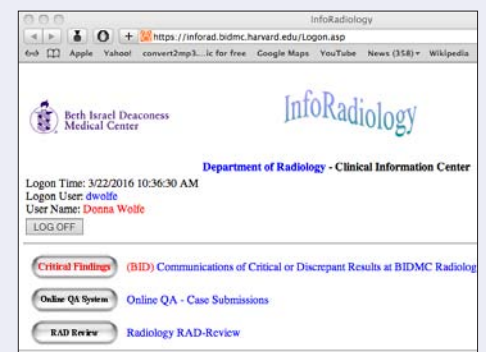 InfoRadiology
https://inforad.bidmc.harvard.edu/Logon.asp
Apple Yahoo! convert2mp3....ic for free Google Maps YouTube News (358) Wikipedia
Beth Israel Deaconess
Medical Center
InfoRadiology
Department of Radiology - Clinical Information Center
Logon Time: 3/22/2016 10:36:30 AM
Logon User: dwolfe
User Name: Donna Wolfe
LOG OFF
Critical Findings (BID) Communications of Critical or Discrepant Results at BIDMC Radiolog
Online QA System Online QA - Case Submissions
RAD Review Radiology RAD-Review